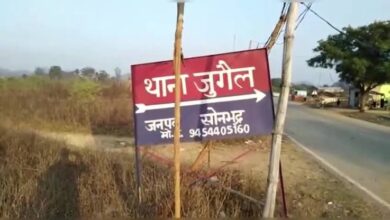 थाना जुगैल
जनपद सोनभद्र
मो.नं. 9454405160